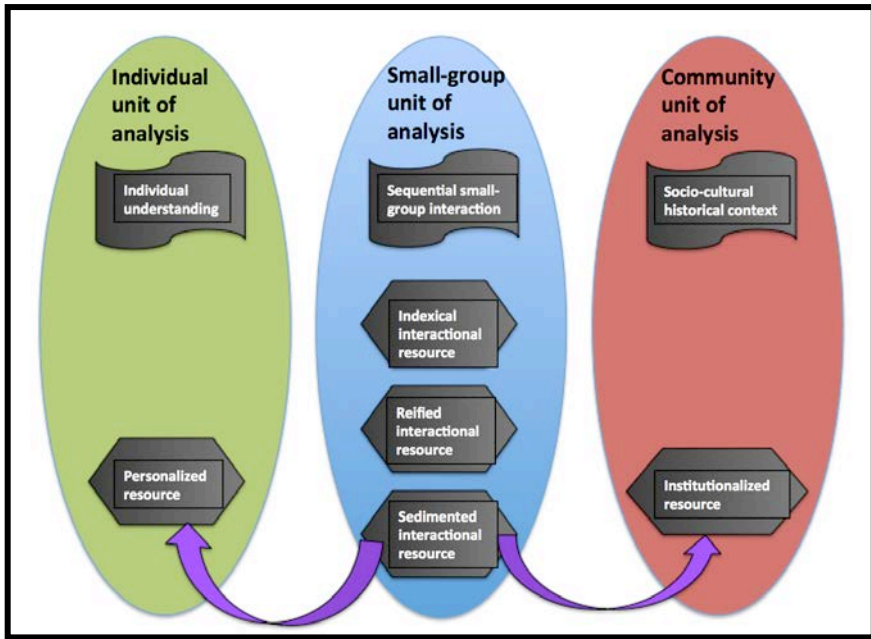 Individual
unit of
analysis
Individual
understanding
Personalized
resource
Small-group
unit of
analysis
Sequential small-
group interaction
Indexical
interactional
resource
Reified
interactional
resource
Sedimented
interactional
resource
Community
unit of
analysis
Socio-cultural
historical context
Institutionalized
resource